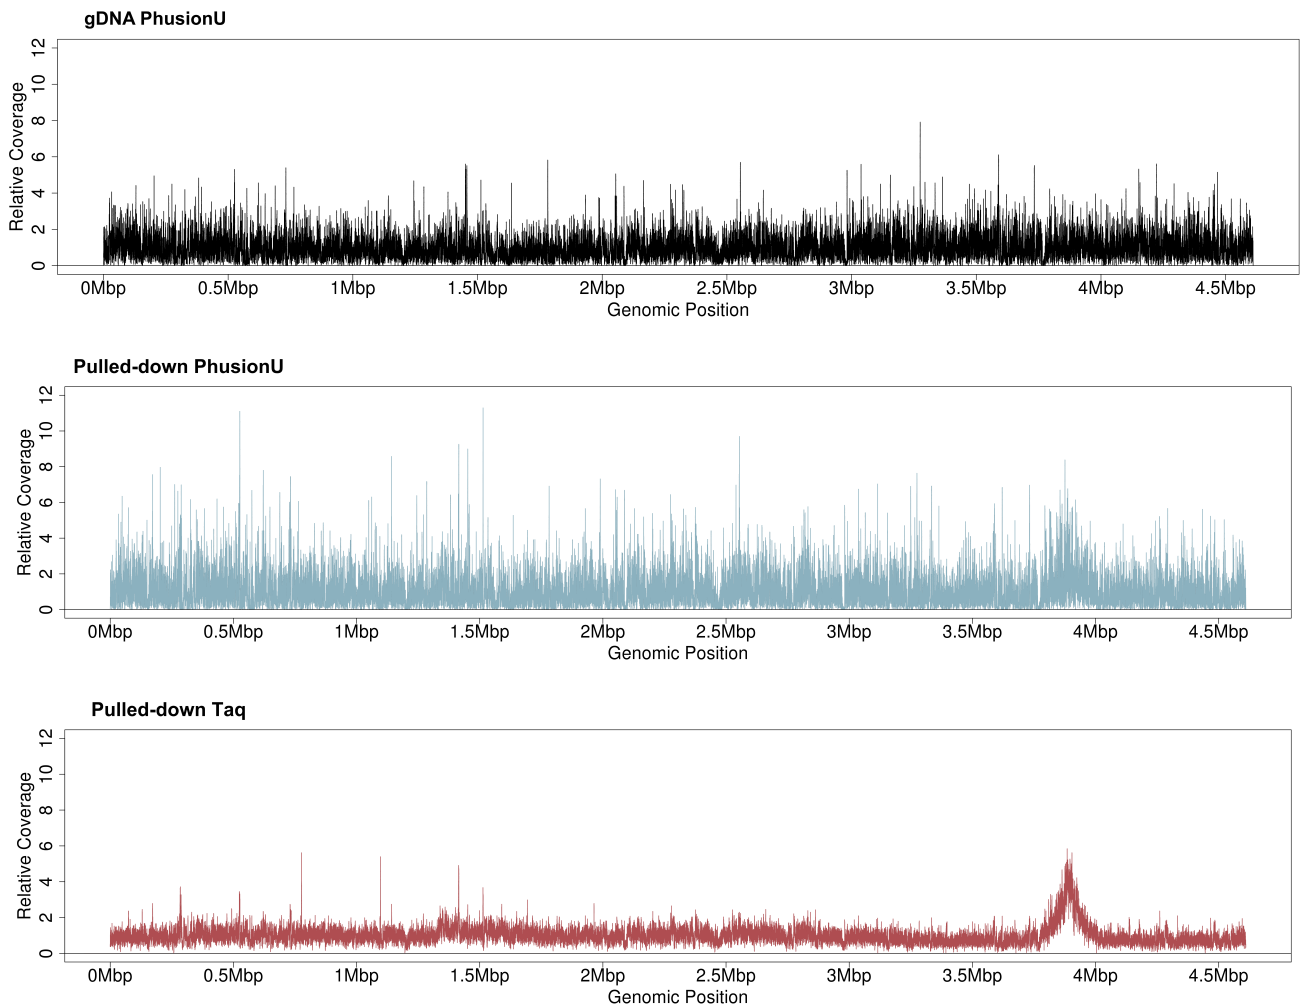 gDNA PhusionU
Relative Coverage
12
10
8
6
4
2
0
0Mbp 0.5Mbp 1Mbp 1.5Mbp 2Mbp 2.5Mbp 3Mbp 3.5Mbp 4Mbp 4.5Mbp
Genomic Position
Pulled-down PhusionU
Relative Coverage
12
10
8
6
4
2
0
0Mbp 0.5Mbp 1Mbp 1.5Mbp 2Mbp 2.5Mbp 3Mbp 3.5Mbp 4Mbp 4.5Mbp
Genomic Position
Pulled-down Taq
Relative Coverage
12
10
8
6
4
2
0
0Mbp 0.5Mbp 1Mbp 1.5Mbp 2Mbp 2.5Mbp 3Mbp 3.5Mbp 4Mbp 4.5Mbp
Genomic Position